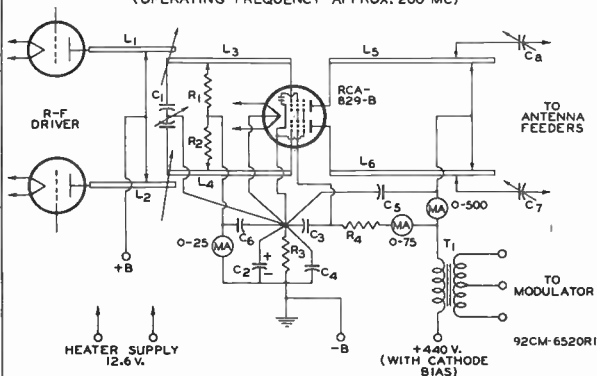 (OPERATING FREQUENCY APPROX. 200 MC)
L1
L3
L5
Ca
R-F
DRIVER
C1
R1
R2
RCA-
829-B
TO
ANTENNA
FEEDERS
L2
L4
L6
C7
C5
0-500
MA
C6
C3
R4
0-75
MA
0-25
MA
C2
+
-
R3
C4
T1
+B
TO
MODULATOR
-B
HEATER SUPPLY
12.6 V.
+440 V.
(WITH CATHODE
BIAS)
92CM-6520R1